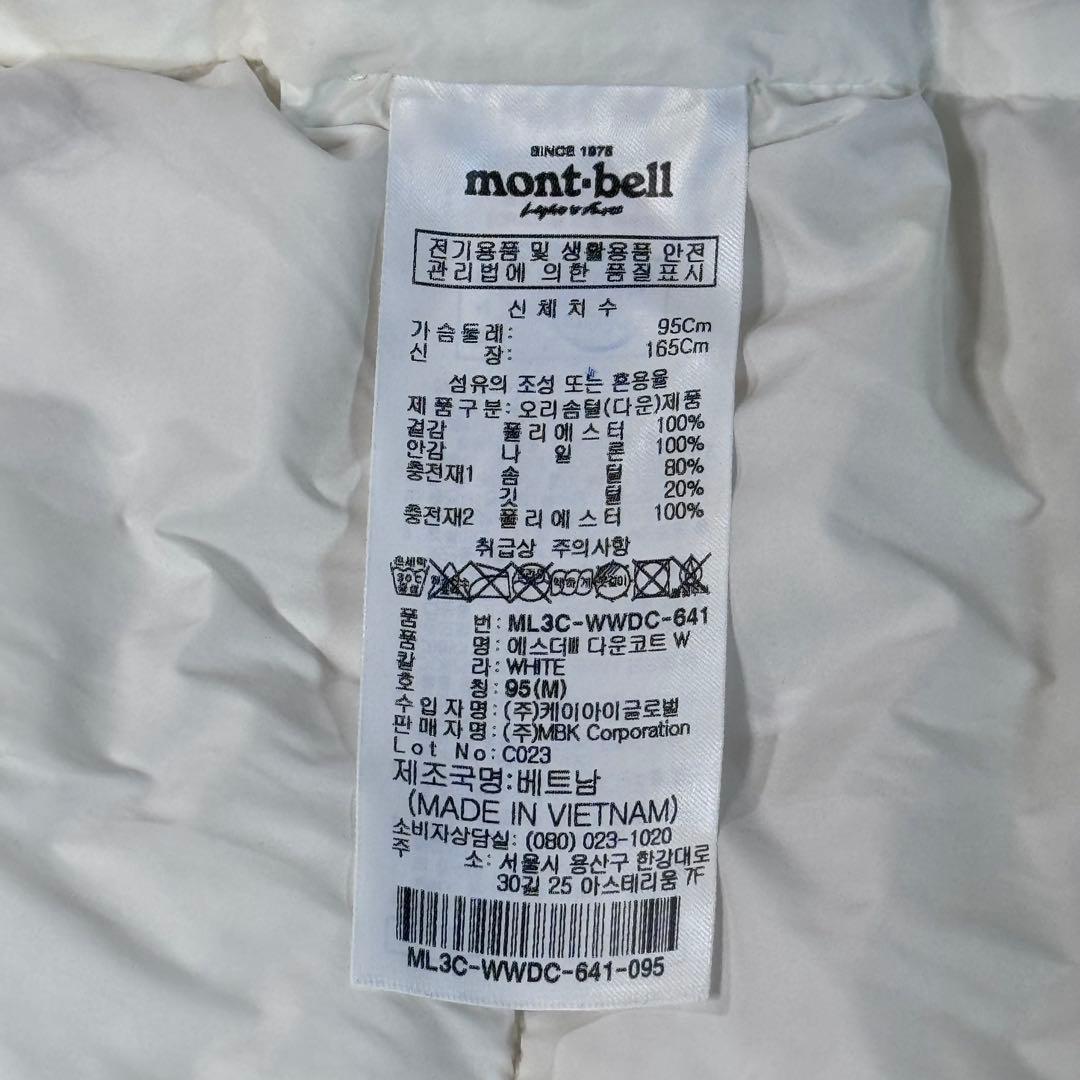 SINCE 1975
mont·bell
Light & Fast
전기용품 및 생활용품 안전
관리법에 의한 품질표시
신체치수
가슴둘레: 95Cm
신 장: 165Cm
섬유의 조성 또는 혼용율
제품구분: 오리솜털(다운)제품
겉감 폴리에스터 100%
안감 나일론 100%
충전재1 솜털 80%
깃털 20%
충전재2 폴리에스터 100%
취급상 주의사항
품 번: ML3C-WWDC-641
품 명: 에스더Ⅲ 다운코트 W
칼 라: WHITE
호 칭: 95(M)
수입자명: (주)케이아이글로벌
판매자명: (주)MBK Corporation
Lot No: C023
제조국명:베트남
(MADE IN VIETNAM)
소비자상담실: (080) 023-1020
주 소: 서울시 용산구 한강대로
30길 25 아스테리움 7F
ML3C-WWDC-641-095